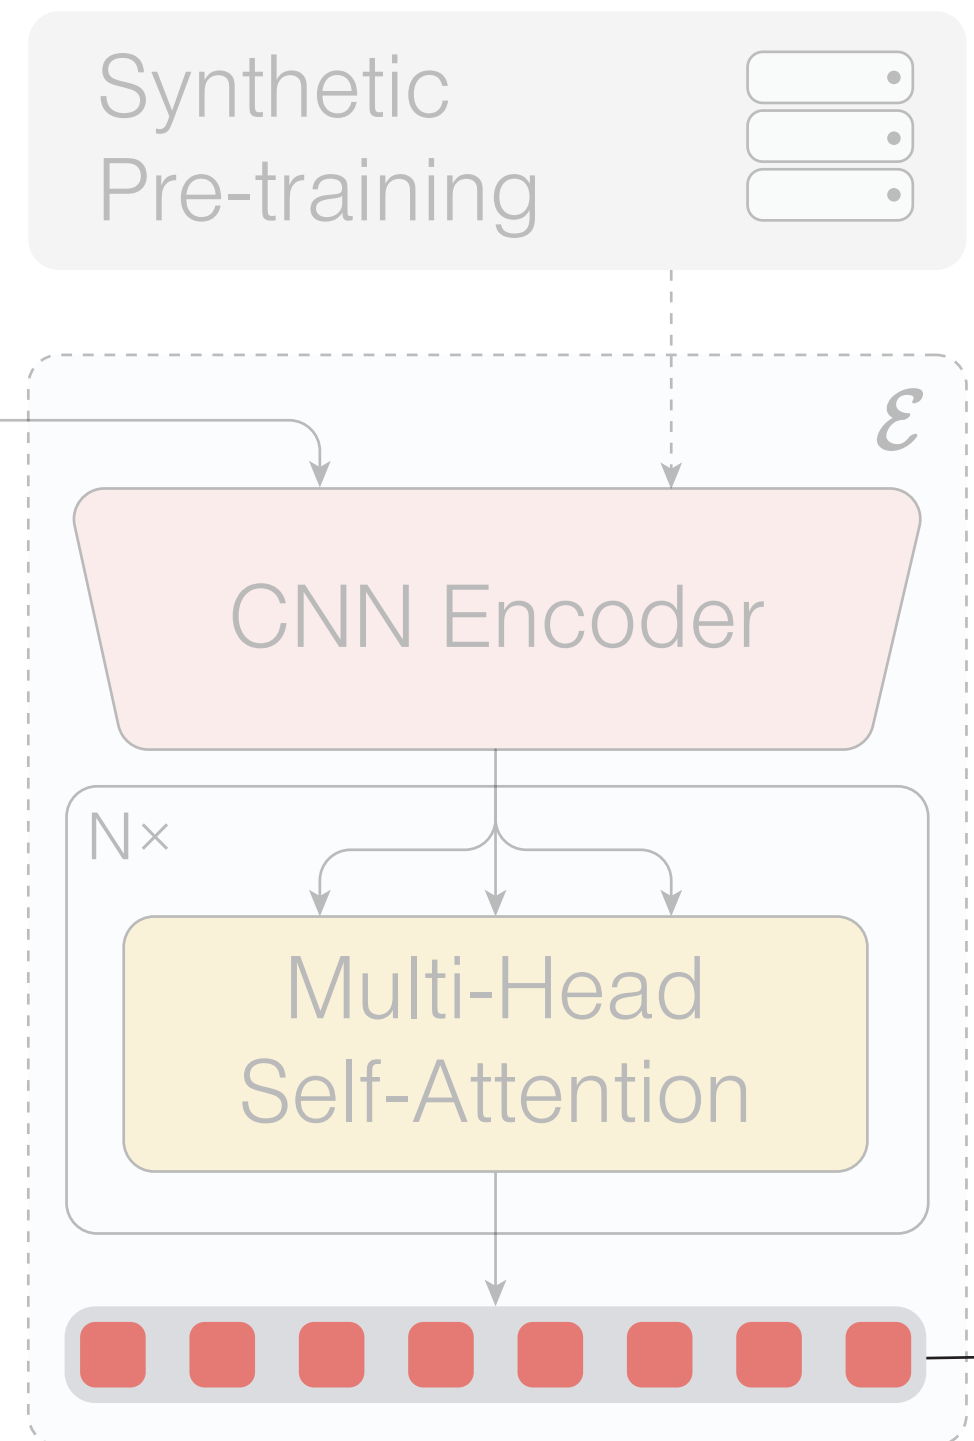 Synthetic
Pre-training
ℰ
CNN Encoder
N×
Multi-Head
Self-Attention